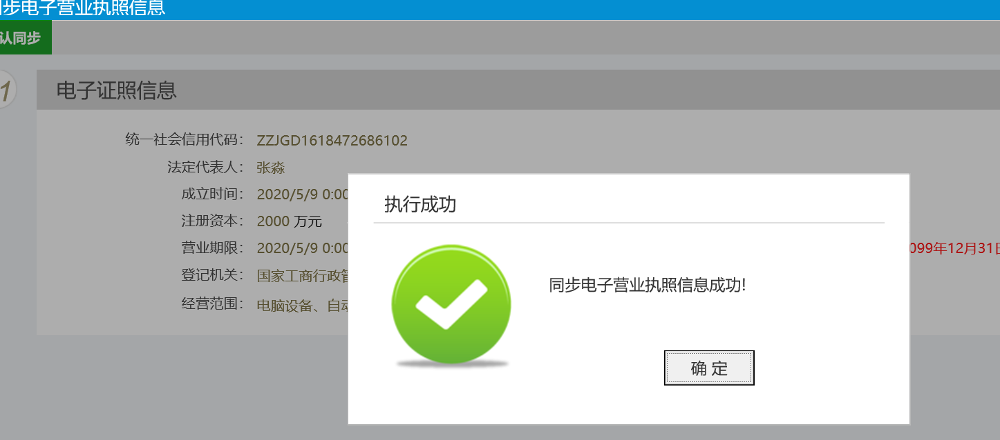 同步电子营业执照信息
认同步
1
电子证照信息
统一社会信用代码： ZZJGD1618472686102
法定代表人： 张淼
成立时间： 2020/5/9 0:00
注册资本： 2000 万元
营业期限： 2020/5/9 0:00 099年12月31日
登记机关： 国家工商行政管
经营范围： 电脑设备、自动
执行成功
同步电子营业执照信息成功!
确 定